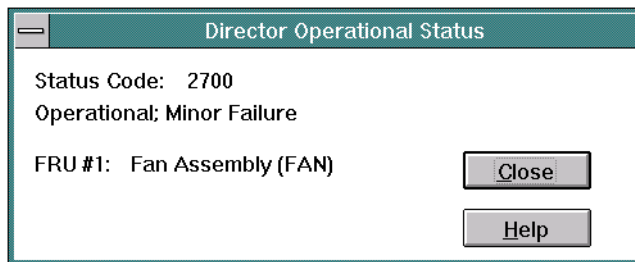 Director Operational Status
Status Code: 2700
Operational; Minor Failure
FRU #1: Fan Assembly (FAN)
Close
Help